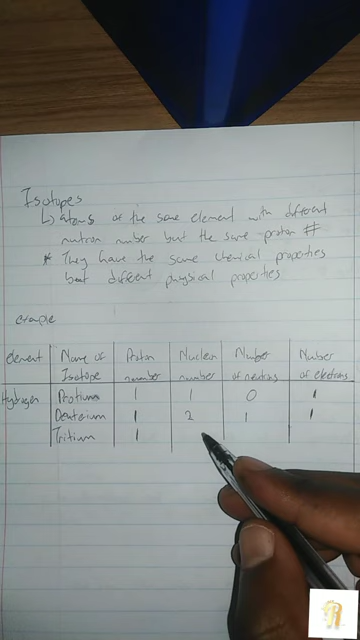 Isotopes
↳ atoms of the same element with different
neutron number but the same proton #
* They have the same chemical properties
but different physical properties
example
element | Name of Isotope | Proton number | Nucleon number | Number of neutrons | Number of electrons
Hydrogen | Protium | 1 | 1 | 0 | 1
Deuterium | 1 | 2 | 1 | 1
Tritium | 1